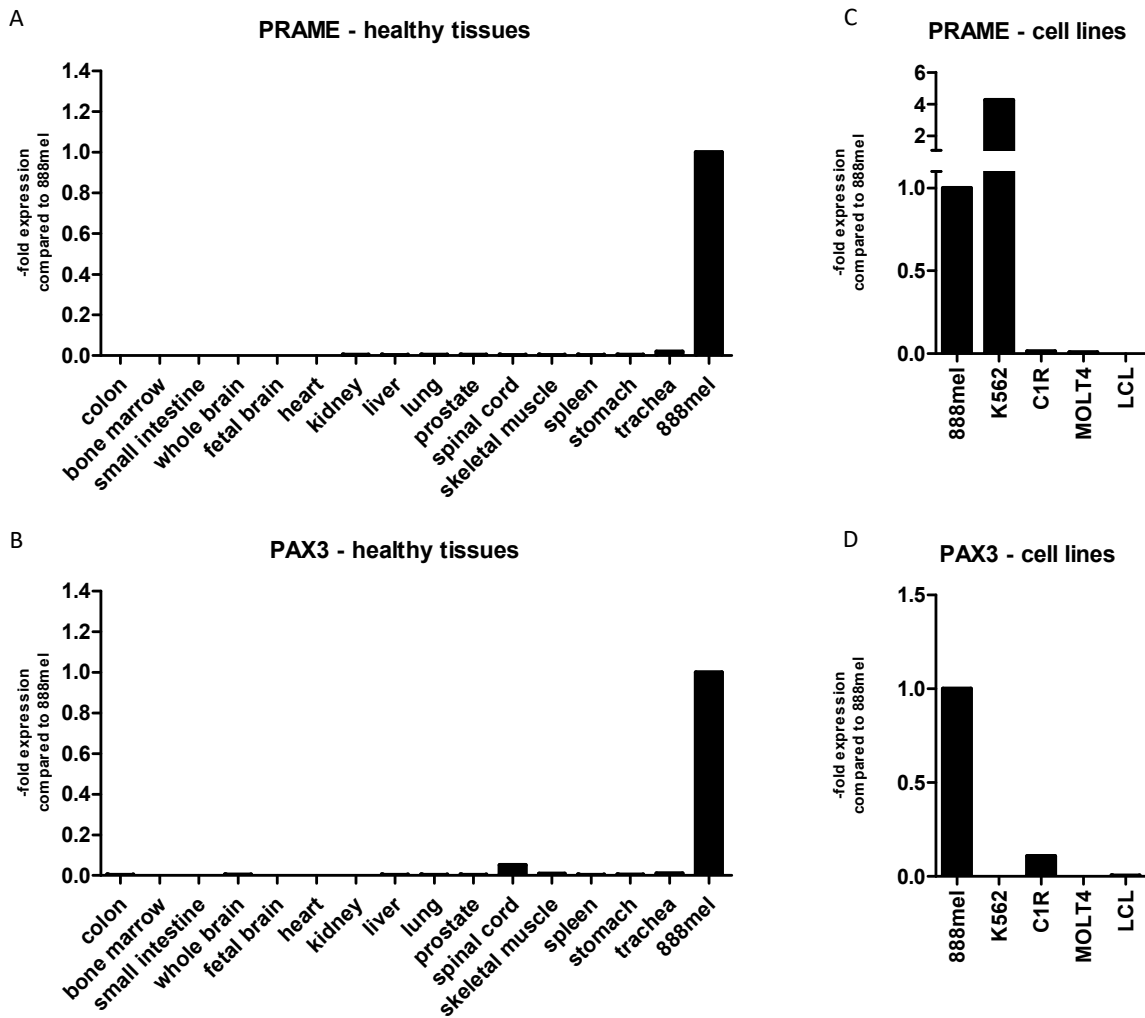 A
PRAME - healthy tissues
-fold expression
compared to 888mel
1.4
1.2
1.0
0.8
0.6
0.4
0.2
0.0
colon
bone marrow
small intestine
whole brain
fetal brain
heart
kidney
liver
lung
prostate
spinal cord
skeletal muscle
spleen
stomach
trachea
888mel
C
PRAME - cell lines
-fold expression
compared to 888mel
6
4
2
1.0
0.5
0.0
888mel
K562
C1R
MOLT4
LCL
B
PAX3 - healthy tissues
-fold expression
compared to 888mel
1.4
1.2
1.0
0.8
0.6
0.4
0.2
0.0
colon
bone marrow
small intestine
whole brain
fetal brain
heart
kidney
liver
lung
prostate
spinal cord
skeletal muscle
spleen
stomach
trachea
888mel
D
PAX3 - cell lines
-fold expression
compared to 888mel
1.5
1.0
0.5
0.0
888mel
K562
C1R
MOLT4
LCL